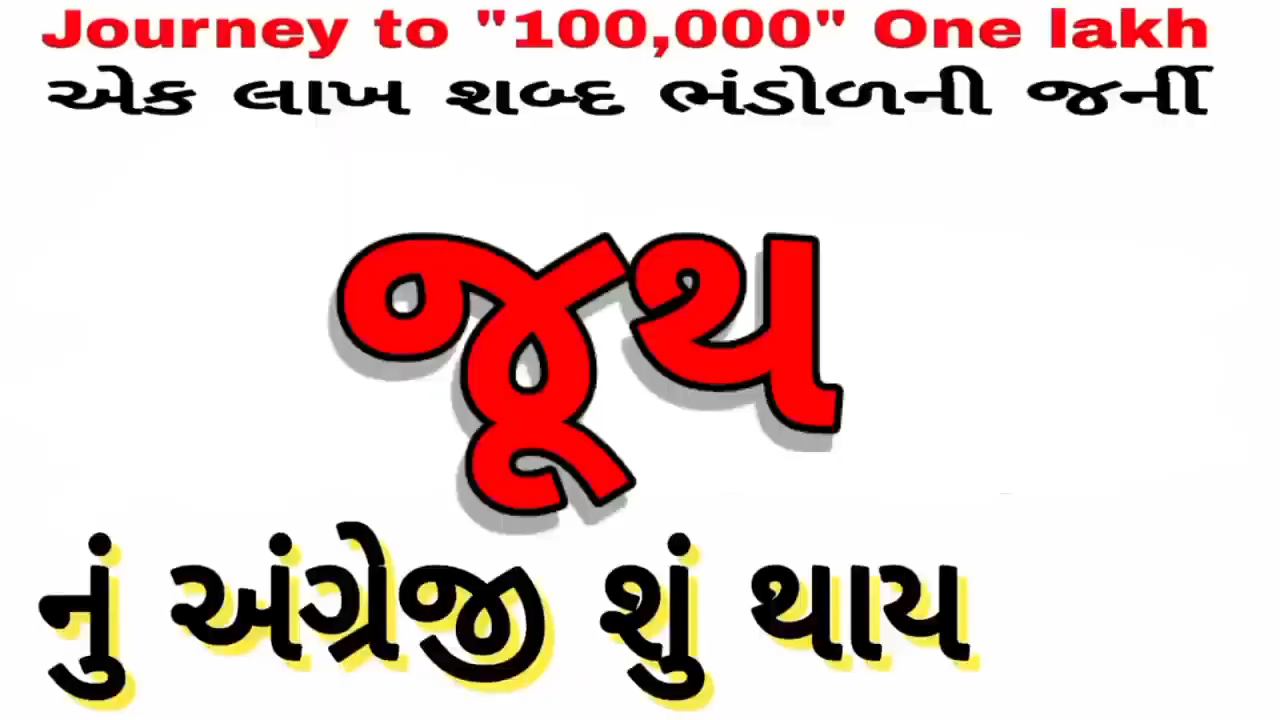 Journey to "100,000" One lakh
એક લાખ શબ્દ ભંડોળની જર્ની
જૂથ
નું અંગ્રેજી શું થાય